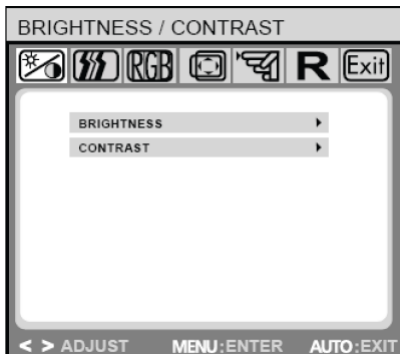 BRIGHTNESS / CONTRAST
RGB R Exit
BRIGHTNESS
CONTRAST
< > ADJUST MENU:ENTER AUTO:EXIT